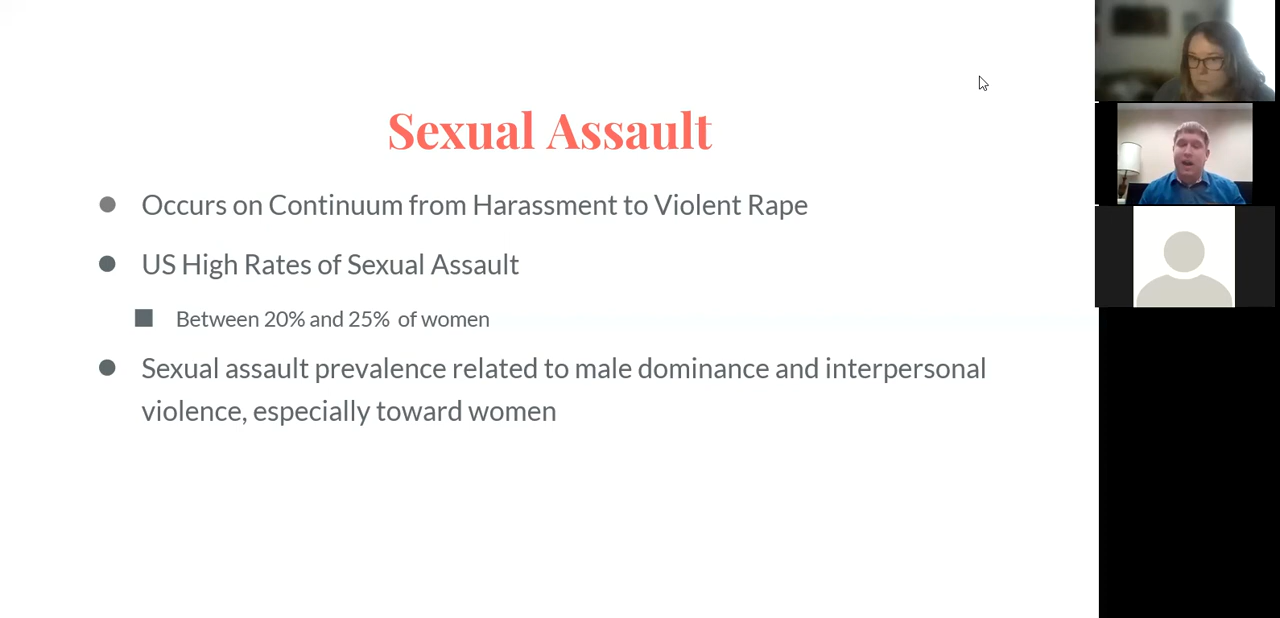 Sexual Assault
Occurs on Continuum from Harassment to Violent Rape
US High Rates of Sexual Assault
Between 20% and 25% of women
Sexual assault prevalence related to male dominance and interpersonal
violence, especially toward women